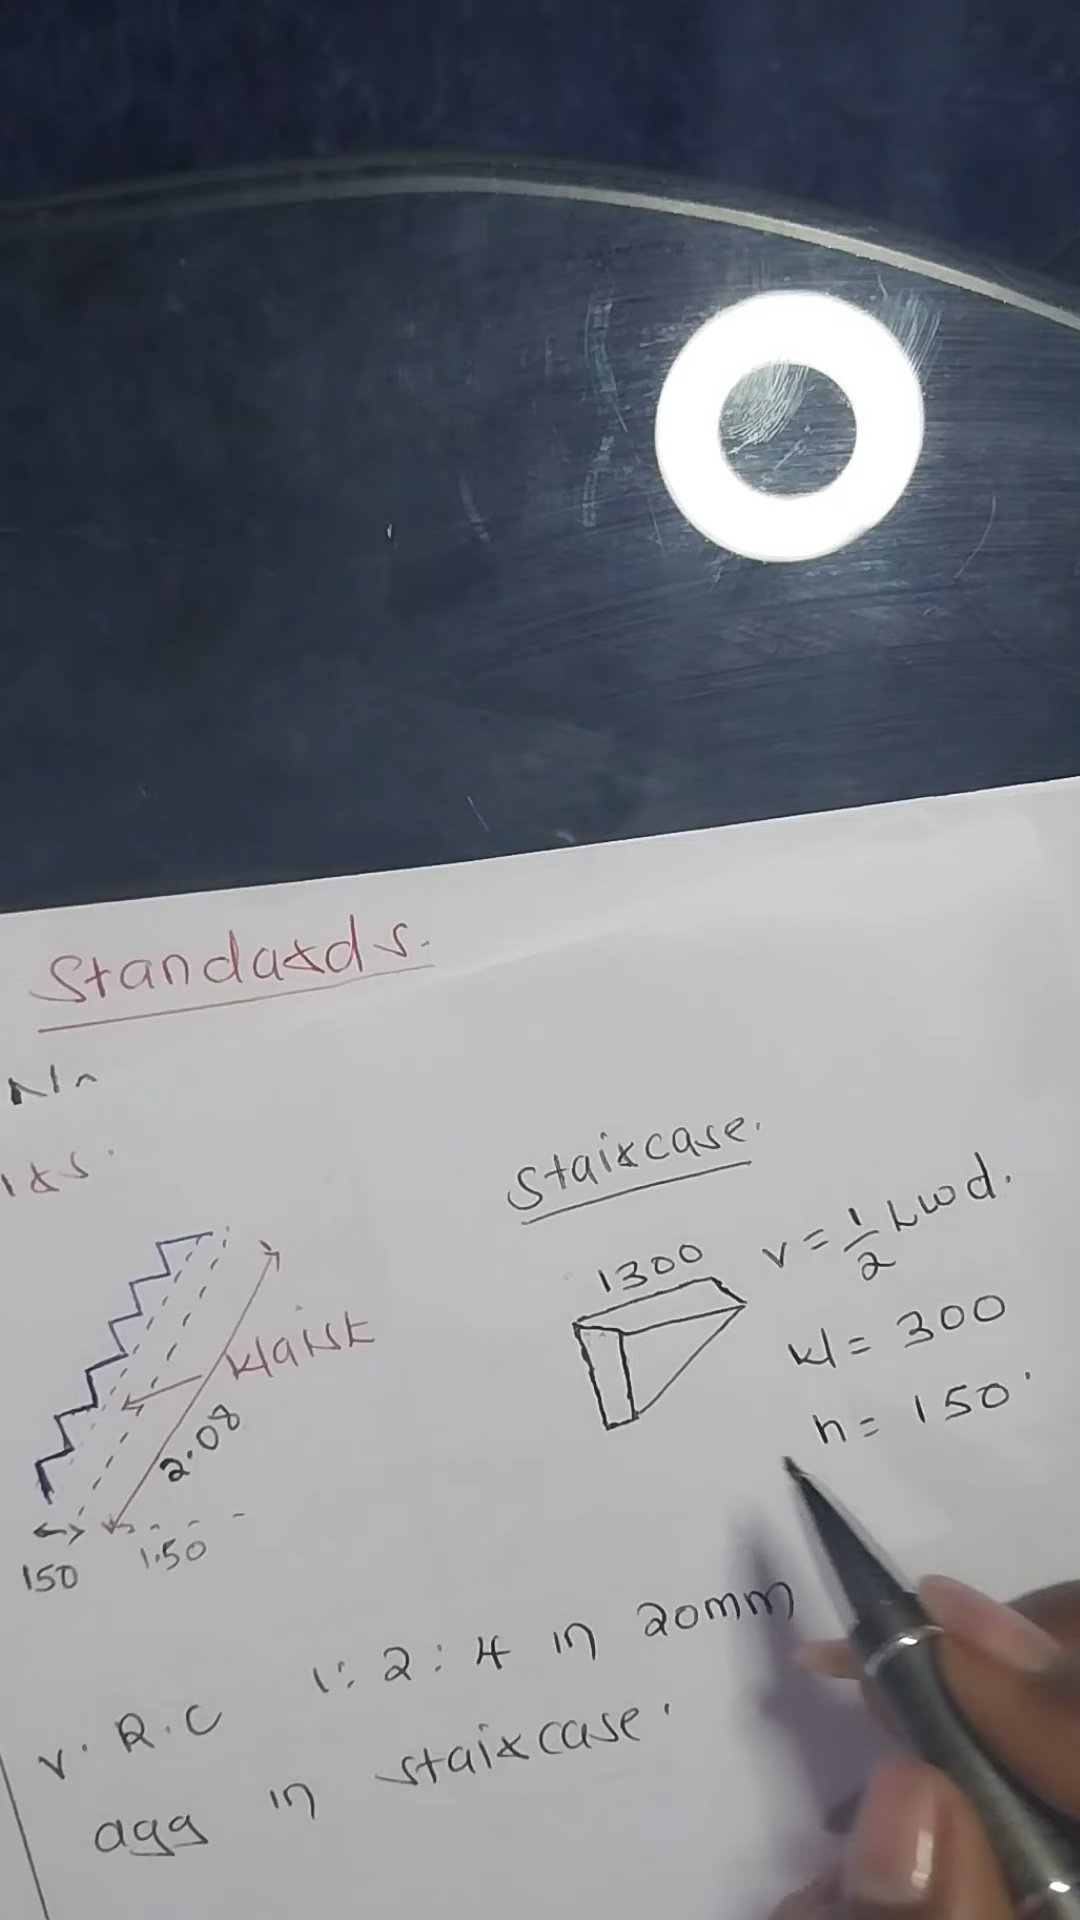 Standards.
Staircase.
1300
v = 1/2 LWd.
W = 300
h = 150
Waist
2.08
150
1.50
V.R.C 1:2:4 in 20mm
agg in staircase.